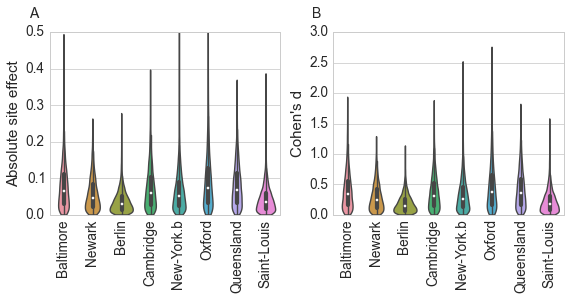 A
B
Absolute site effect
0.5
0.4
0.3
0.2
0.1
0.0
Baltimore
Newark
Berlin
Cambridge
New-York.b
Oxford
Queensland
Saint-Louis
Cohen's d
3.0
2.5
2.0
1.5
1.0
0.5
0.0
Baltimore
Newark
Berlin
Cambridge
New-York.b
Oxford
Queensland
Saint-Louis